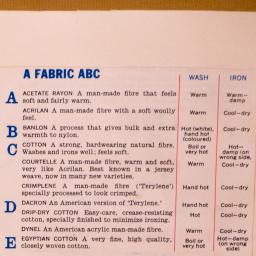 A FABRIC ABC
WASH IRON
A ACETATE RAYON A man-made fibre that feels soft and fairly warm. Warm Warm–damp
ACRILAN A man-made fibre with a soft woolly feel. Warm Cool–dry
B BANLON A process that gives bulk and extra warmth to nylon. Hot (white), hand hot (coloured) Cool–dry
C COTTON A strong, hardwearing natural fibre. Washes and irons well; feels soft. Boil or very hot Hot–damp (on wrong side,
COURTELLE A man-made fibre, warm and soft, very like Acrilan. Best known in a jersey weave, now in many varieties. Warm Cool–dry
CRIMPLENE A man-made fibre ('Terylene') specially processed to look crimped. Hand hot Cool–dry
D DACRON An American version of 'Terylene.' Hand hot Cool–dry
DRIP-DRY COTTON Easy-care, crease-resisting cotton, specially finished to minimize ironing. Hot Cool–dry
DYNEL An American acrylic man-made fibre. Warm Cool–dry
E EGYPTIAN COTTON A very fine, high quality, closely woven cotton. Boil or very hot Hot–damp (on wrong side)